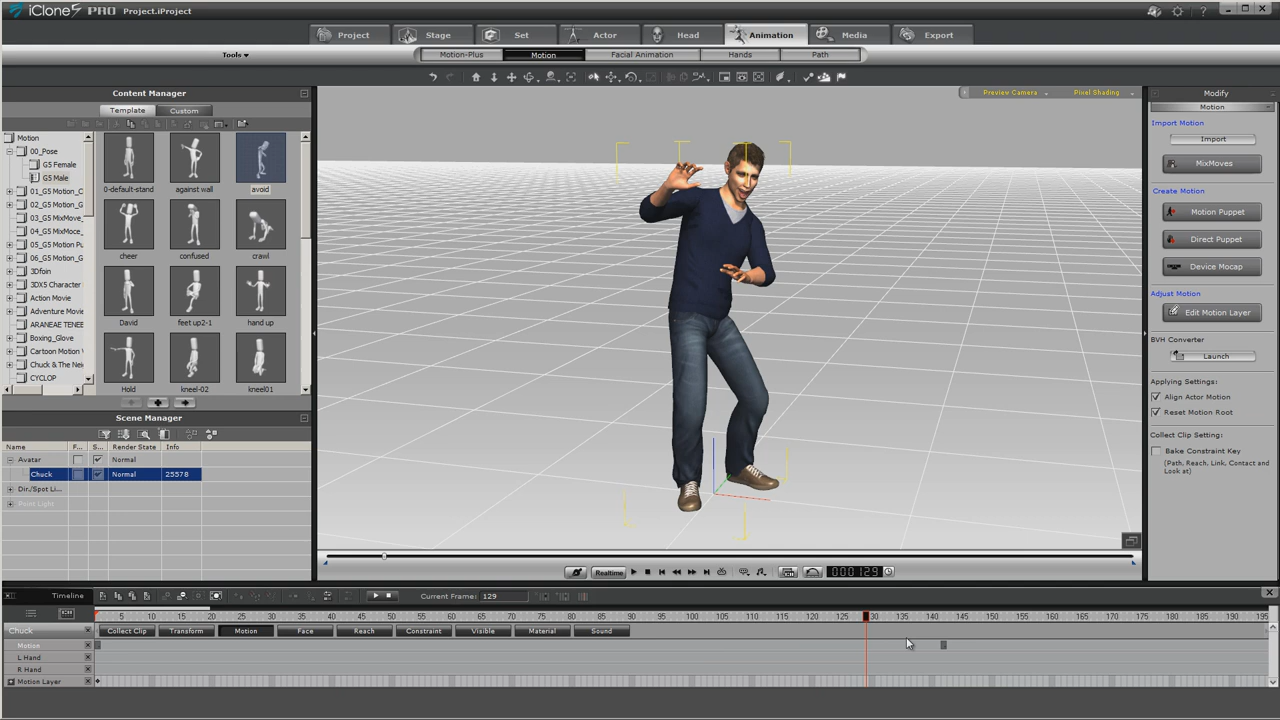 iClone5 PRO Project.iProject
Project Stage Set Actor Head Animation Media Export
Tools Motion-Plus Motion Facial Animation Hands Path
Content Manager
Template Custom
Motion
00_Pose
G5 Female
G5 Male
01_G5 Motion_C
02_G5 Motion_G
03_G5 MixMove_
04_G5 MixMoce_
05_G5 Motion Pu
06_G5 Motion_G
3Dfoin
3DX5 Character
Action Movie
Adventure Movie
ARANEAE TENEE
Boxing_Glove
Cartoon Motion V
Chuck & The Nei
CYCLOP
0-default-stand against wall avoid
cheer confused crawl
David feet up2-1 hand up
Hold kneel-02 kneel01
Scene Manager
Name F... S... Render State Info
Avatar Normal
Chuck Normal 25578
Dir./Spot Li...
Point Light
Preview Camera Pixel Shading
Modify
Motion
Import Motion
Import
MixMoves
Create Motion
Motion Puppet
Direct Puppet
Device Mocap
Adjust Motion
Edit Motion Layer
BVH Converter
Launch
Applying Settings:
Align Actor Motion
Reset Motion Root
Collect Clip Setting:
Bake Constraint Key
(Path, Reach, Link, Contact and
Look at)
Realtime 000129
Timeline Current Frame: 129
5 10 15 20 25 30 35 40 45 50 55 60 65 70 75 80 85 90 95 100 105 110 115 120 125 130 135 140 145 150 155 160 165 170 175 180 185 190 195
Chuck Collect Clip Transform Motion Face Reach Constraint Visible Material Sound
Motion
L Hand
R Hand
Motion Layer